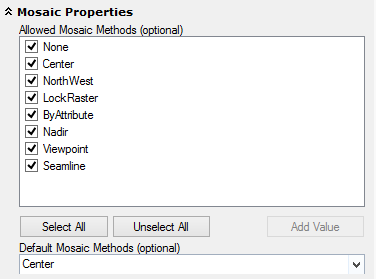 Mosaic Properties
Allowed Mosaic Methods (optional)
None
Center
NorthWest
LockRaster
ByAttribute
Nadir
Viewpoint
Seamline
Select All Unselect All Add Value
Default Mosaic Methods (optional)
Center